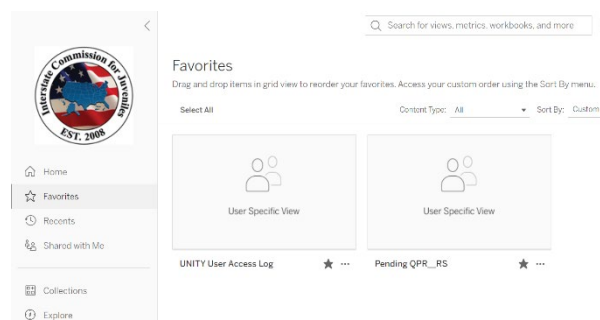 Search for views, metrics, workbooks, and more
Interstate Commission for Juveniles
EST. 2008
Favorites
Drag and drop items in grid view to reorder your favorites. Access your custom order using the Sort By menu.
Select All
Content Type: All
Sort By: Custom
Home
Favorites
Recents
Shared with Me
Collections
Explore
User Specific View
User Specific View
UNITY User Access Log
Pending QPR__RS